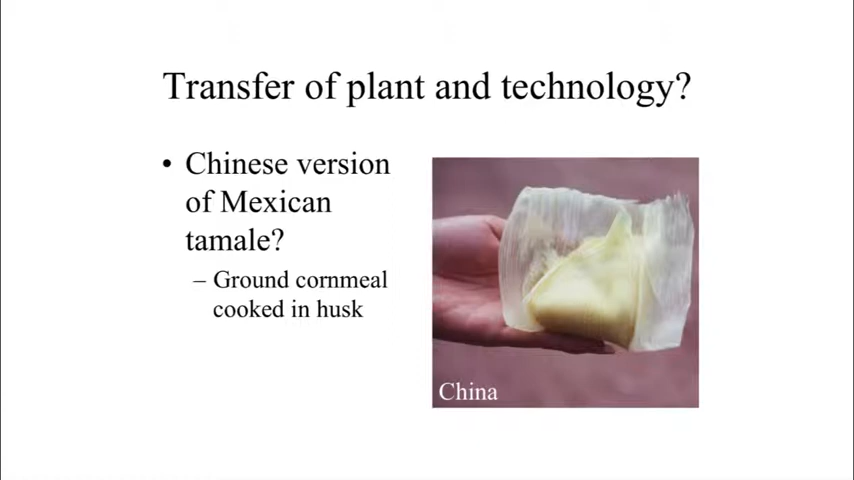 Transfer of plant and technology?
• Chinese version
of Mexican
tamale?
– Ground cornmeal
cooked in husk
China